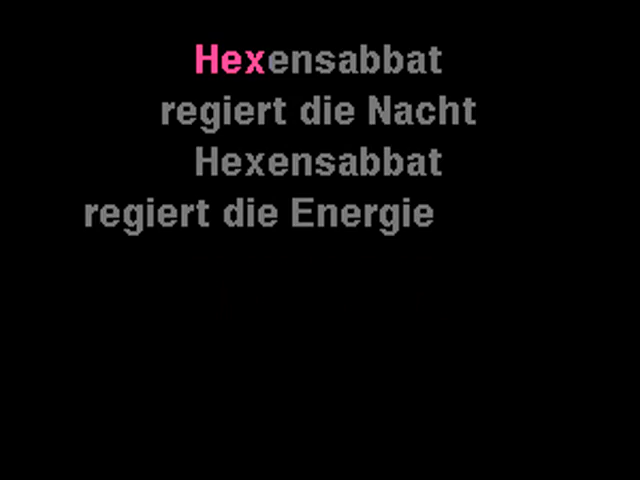 Hexensabbat
regiert die Nacht
Hexensabbat
regiert die Energie